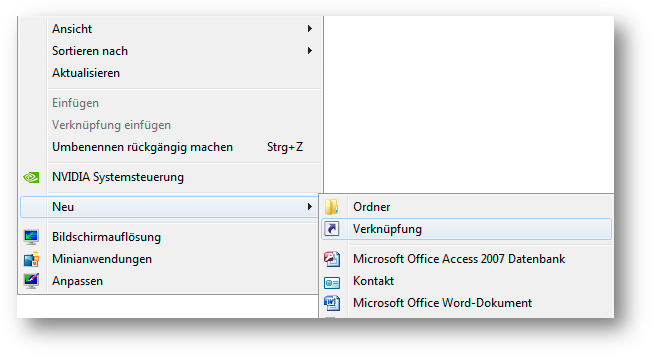 Ansicht
Sortieren nach
Aktualisieren
Einfügen
Verknüpfung einfügen
Umbenennen rückgängig machen Strg+Z
NVIDIA Systemsteuerung
Neu
Bildschirmauflösung
Minianwendungen
Anpassen
Ordner
Verknüpfung
Microsoft Office Access 2007 Datenbank
Kontakt
Microsoft Office Word-Dokument